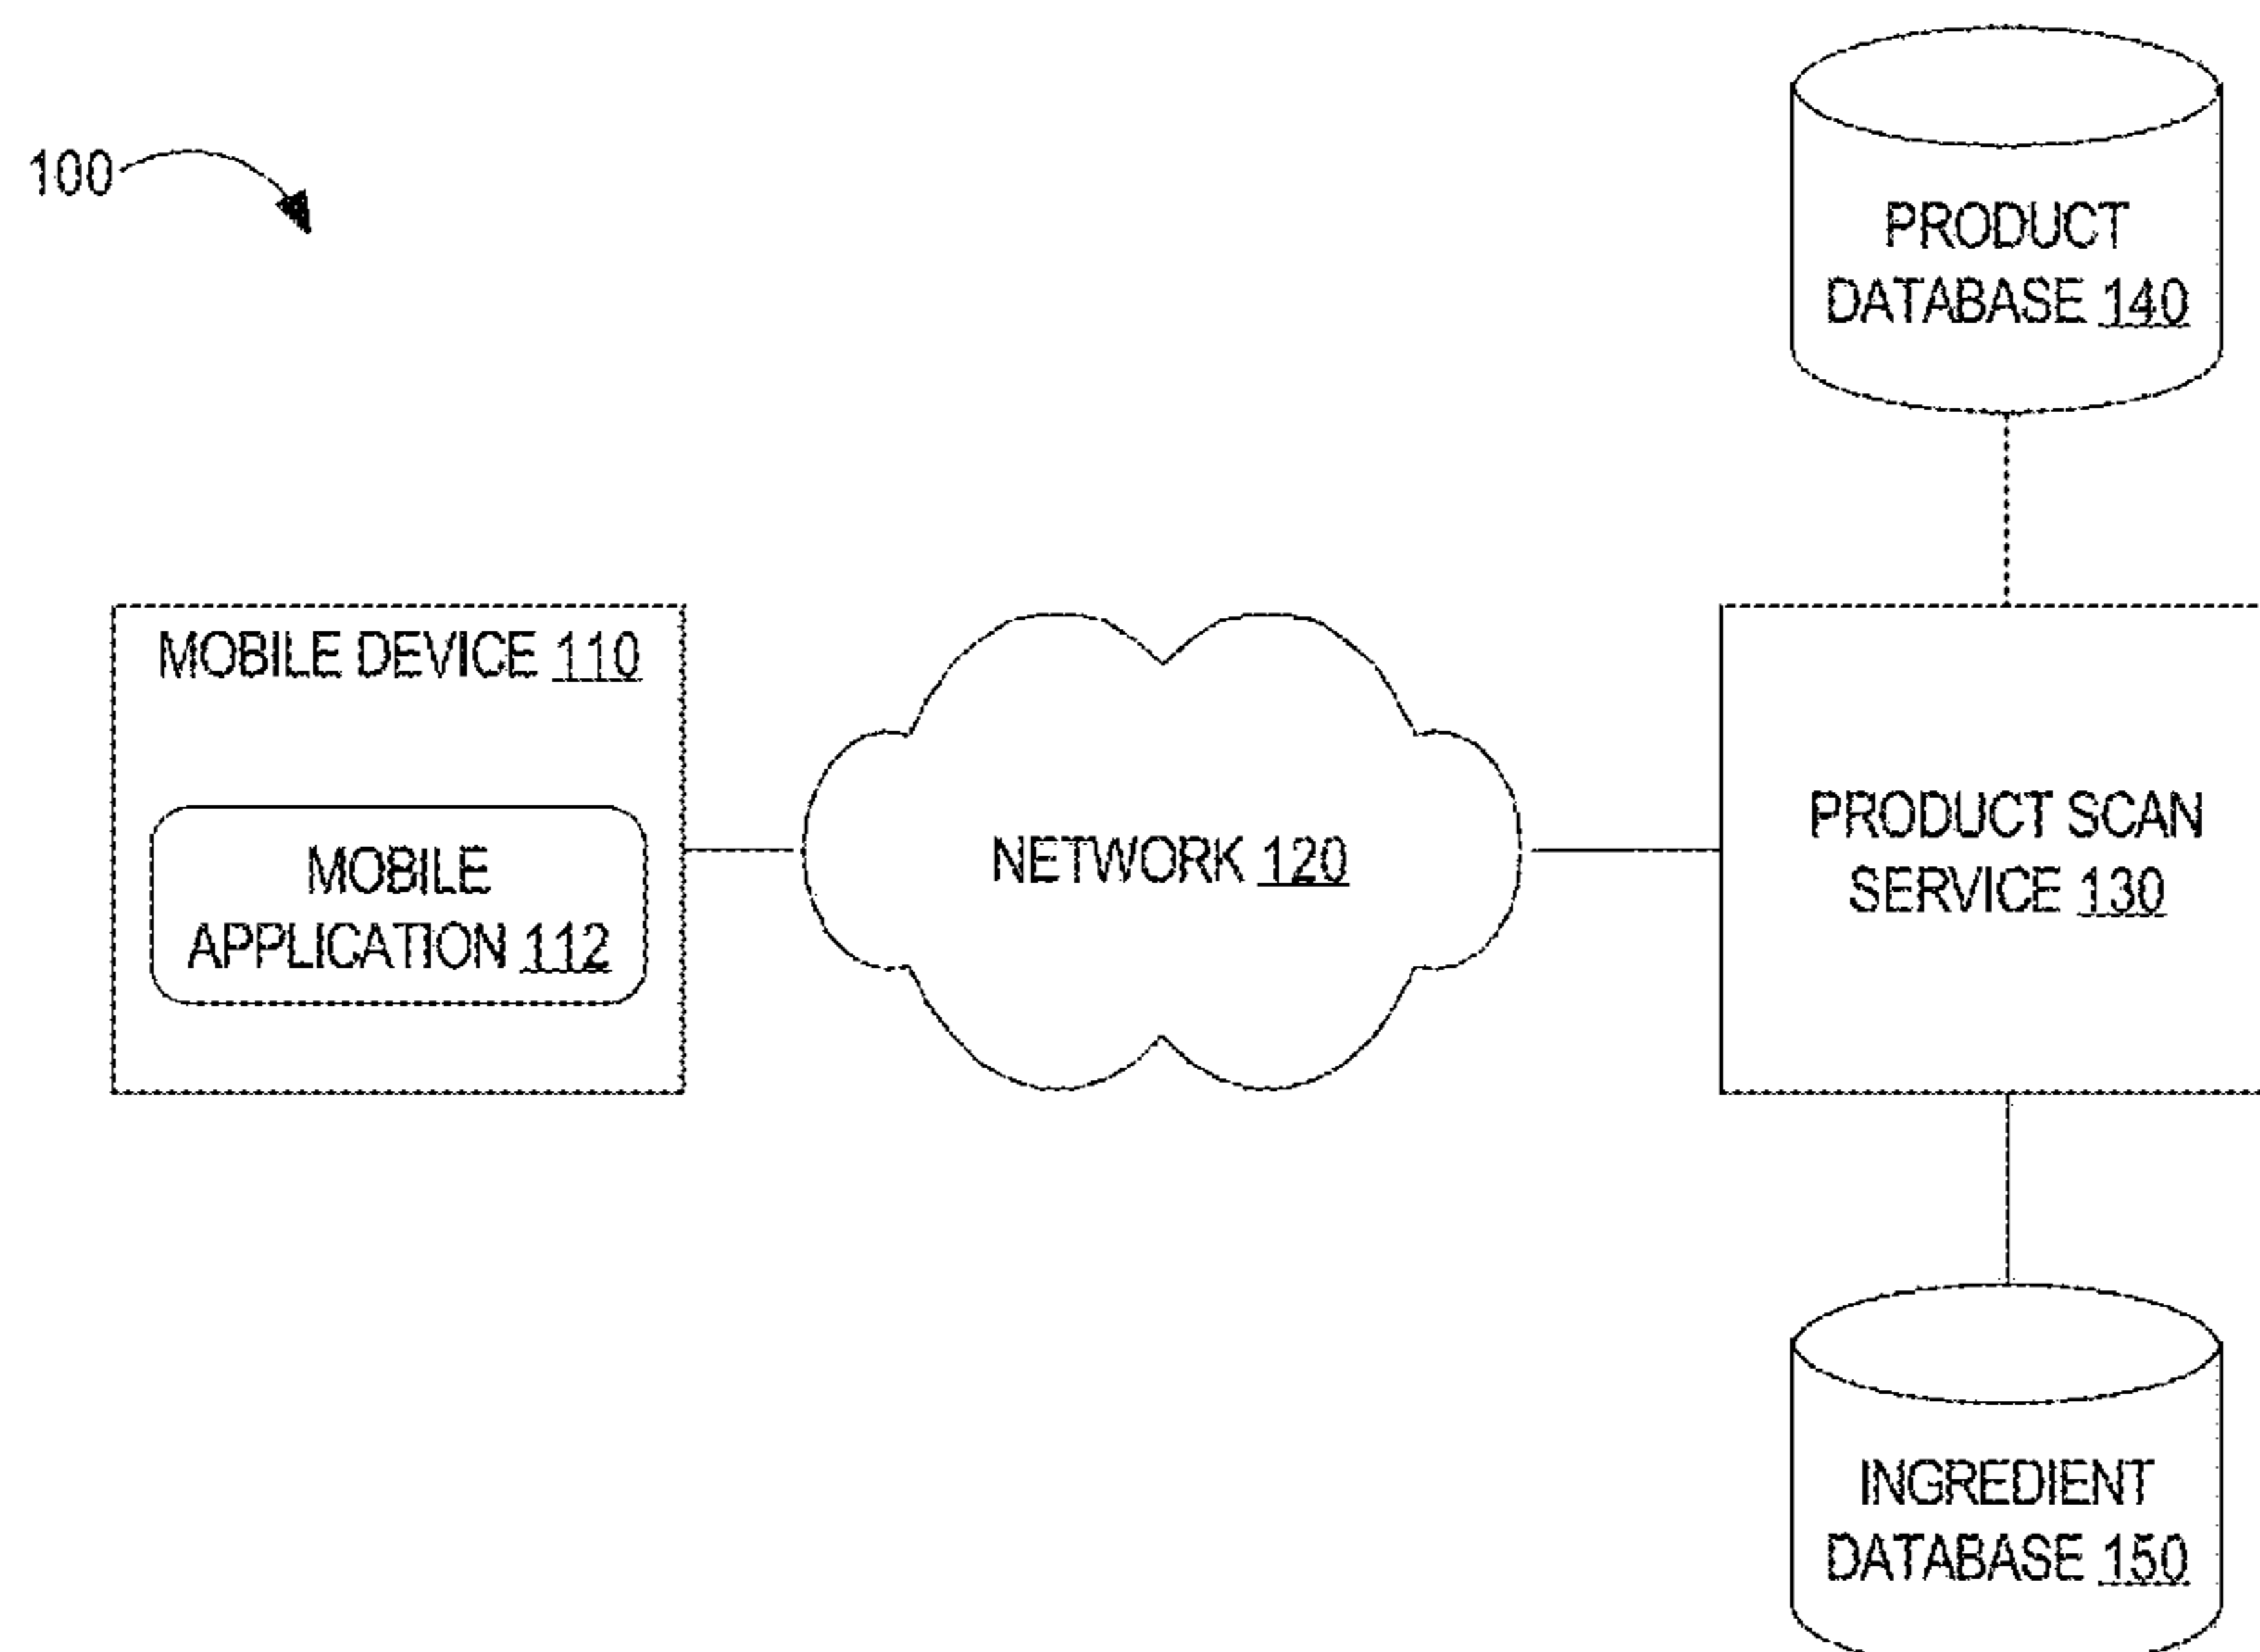 100
PRODUCT
DATABASE 140
MOBILE DEVICE 110
MOBILE
APPLICATION 112
NETWORK 120
PRODUCT SCAN
SERVICE 130
INGREDIENT
DATABASE 150